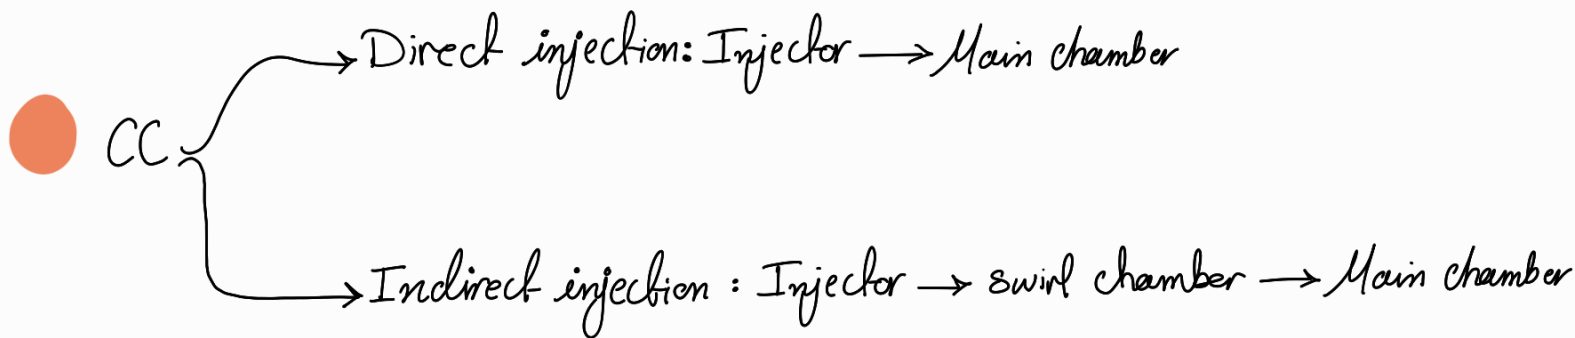 Direct injection: Injector → Main chamber
CC
Indirect injection : Injector → swirl chamber → Main chamber